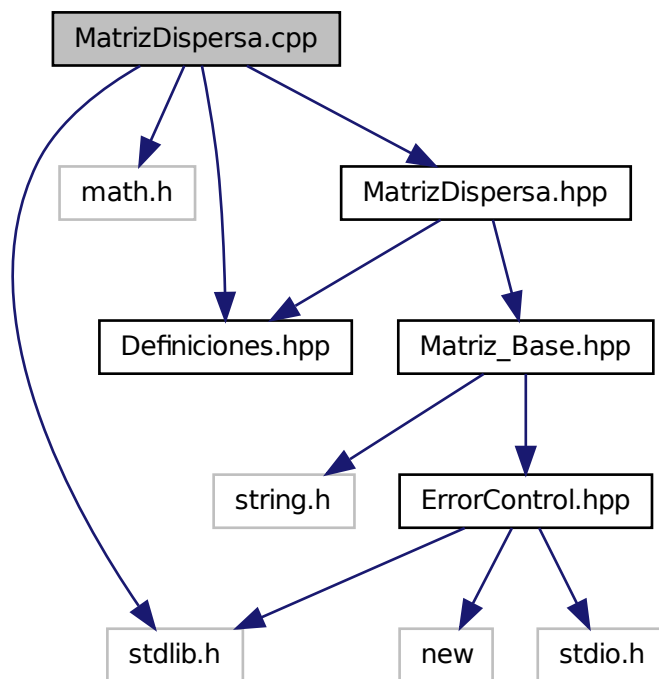 MatrizDispersa.cpp
math.h
MatrizDispersa.hpp
Definiciones.hpp
Matriz_Base.hpp
string.h
ErrorControl.hpp
stdlib.h
new
stdio.h